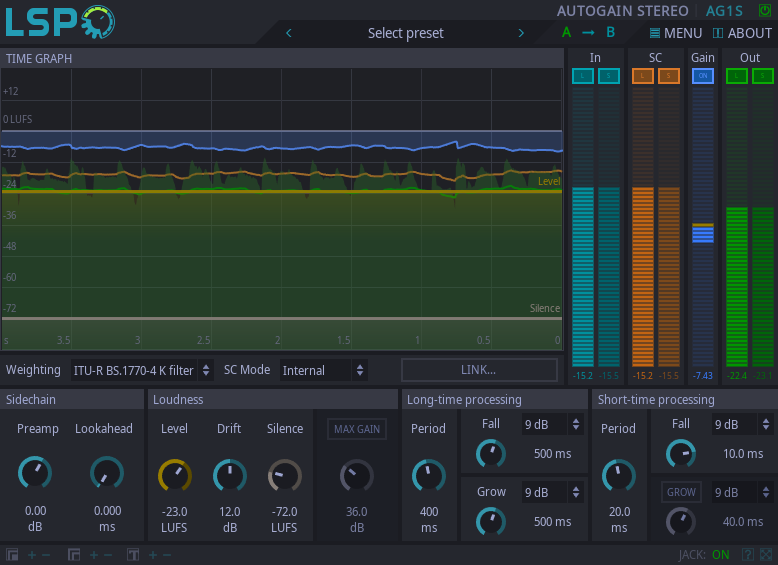 LSP
AUTOGAIN STEREO AG1S
Select preset
A → B
MENU
ABOUT
TIME GRAPH
In
SC
Gain
Out
L S L S ON L S
+12
0 LUFS
-12
-24
-36
-48
-60
-72
Level
Silence
s 3.5 3 2.5 2 1.5 1 0.5 0
-15.2 -15.5 -15.2 -15.5 -7.43 -22.4 -23.1
Weighting ITU-R BS.1770-4 K filter SC Mode Internal LINK...
Sidechain
Preamp
Lookahead
0.00
dB
0.000
ms
Loudness
Level
Drift
Silence
MAX GAIN
-23.0
LUFS
12.0
dB
-72.0
LUFS
36.0
dB
Long-time processing
Period
400
ms
Fall
9 dB
500 ms
Grow
9 dB
500 ms
Short-time processing
Period
20.0
ms
Fall
9 dB
10.0 ms
GROW
9 dB
40.0 ms
JACK: ON